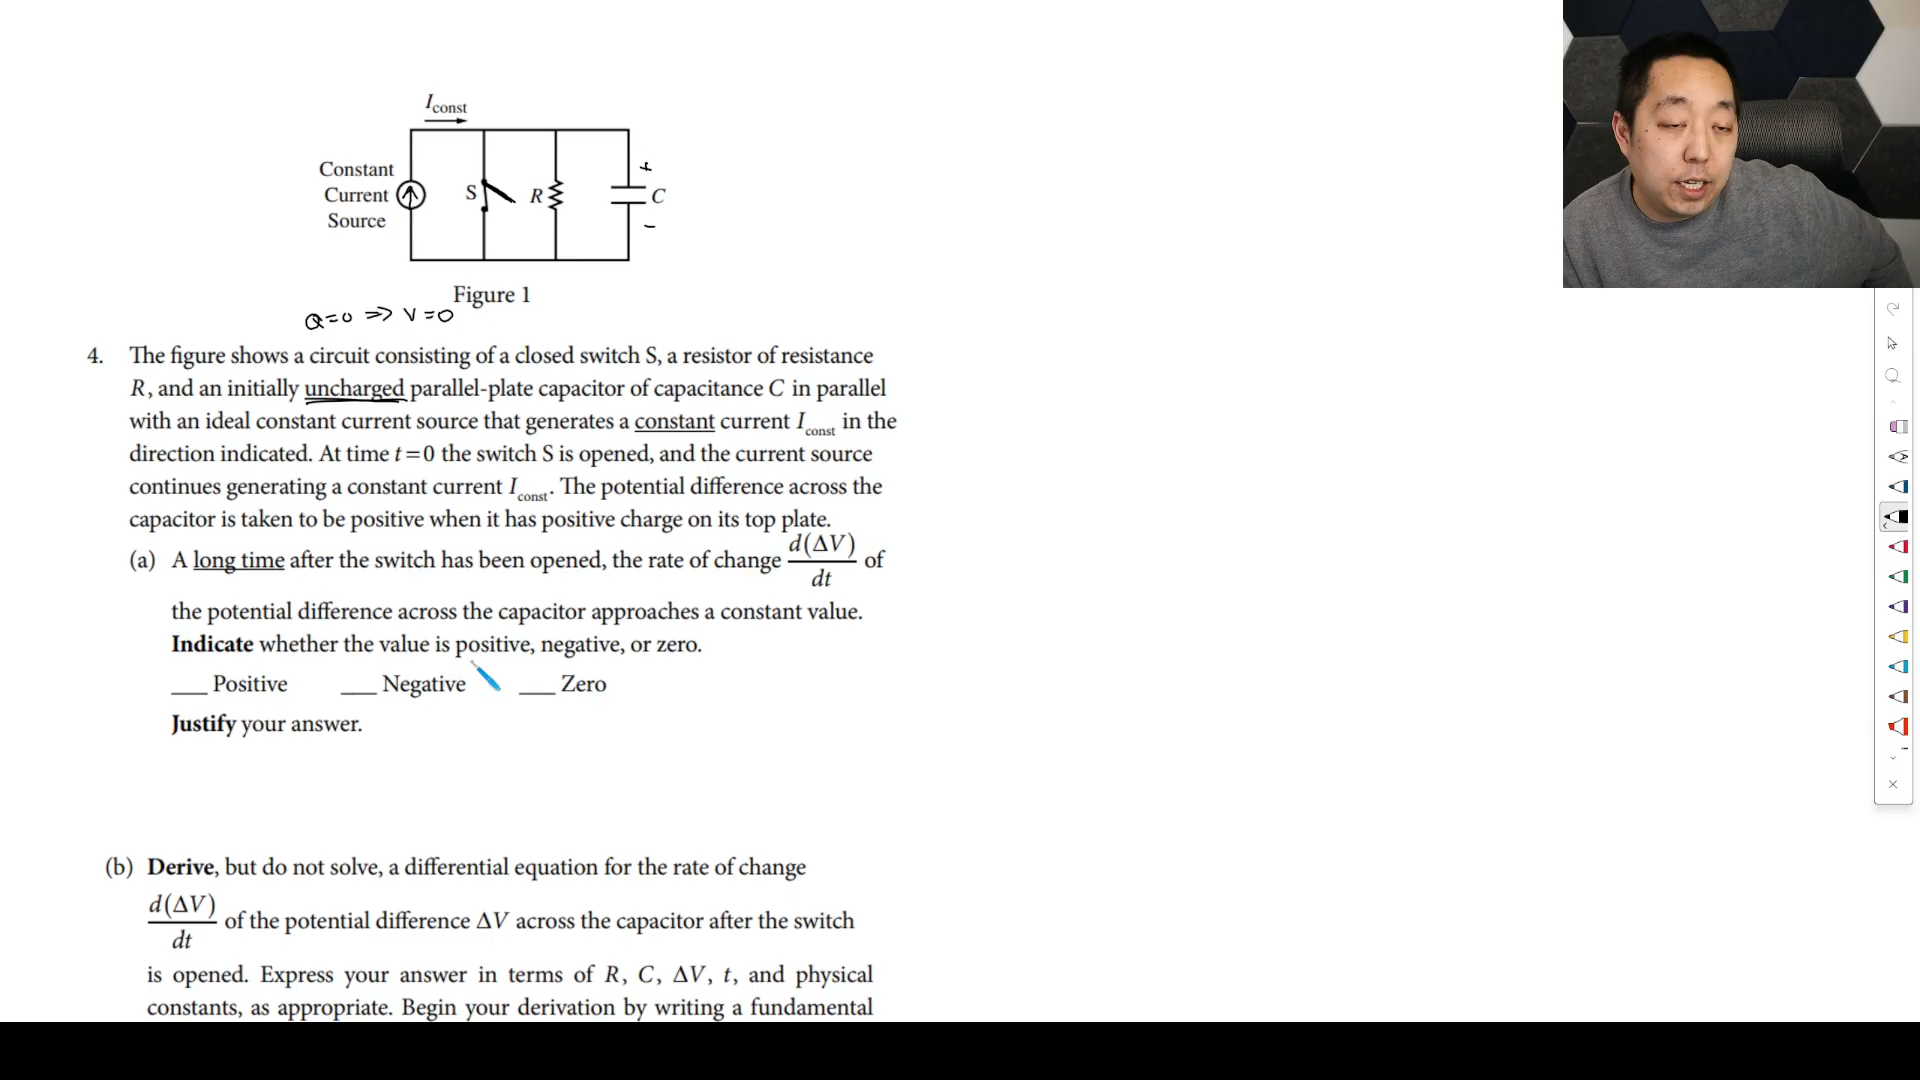 I_const
Constant
Current
Source
S
R
+
C
-
Figure 1
Q=0 => V=0
4. The figure shows a circuit consisting of a closed switch S, a resistor of resistance
R, and an initially uncharged parallel-plate capacitor of capacitance C in parallel
with an ideal constant current source that generates a constant current I_const in the
direction indicated. At time t=0 the switch S is opened, and the current source
continues generating a constant current I_const. The potential difference across the
capacitor is taken to be positive when it has positive charge on its top plate.
(a) A long time after the switch has been opened, the rate of change d(ΔV)/dt of
the potential difference across the capacitor approaches a constant value.
Indicate whether the value is positive, negative, or zero.
___ Positive ___ Negative ___ Zero
Justify your answer.
(b) Derive, but do not solve, a differential equation for the rate of change
d(ΔV)/dt of the potential difference ΔV across the capacitor after the switch
is opened. Express your answer in terms of R, C, ΔV, t, and physical
constants, as appropriate. Begin your derivation by writing a fundamental